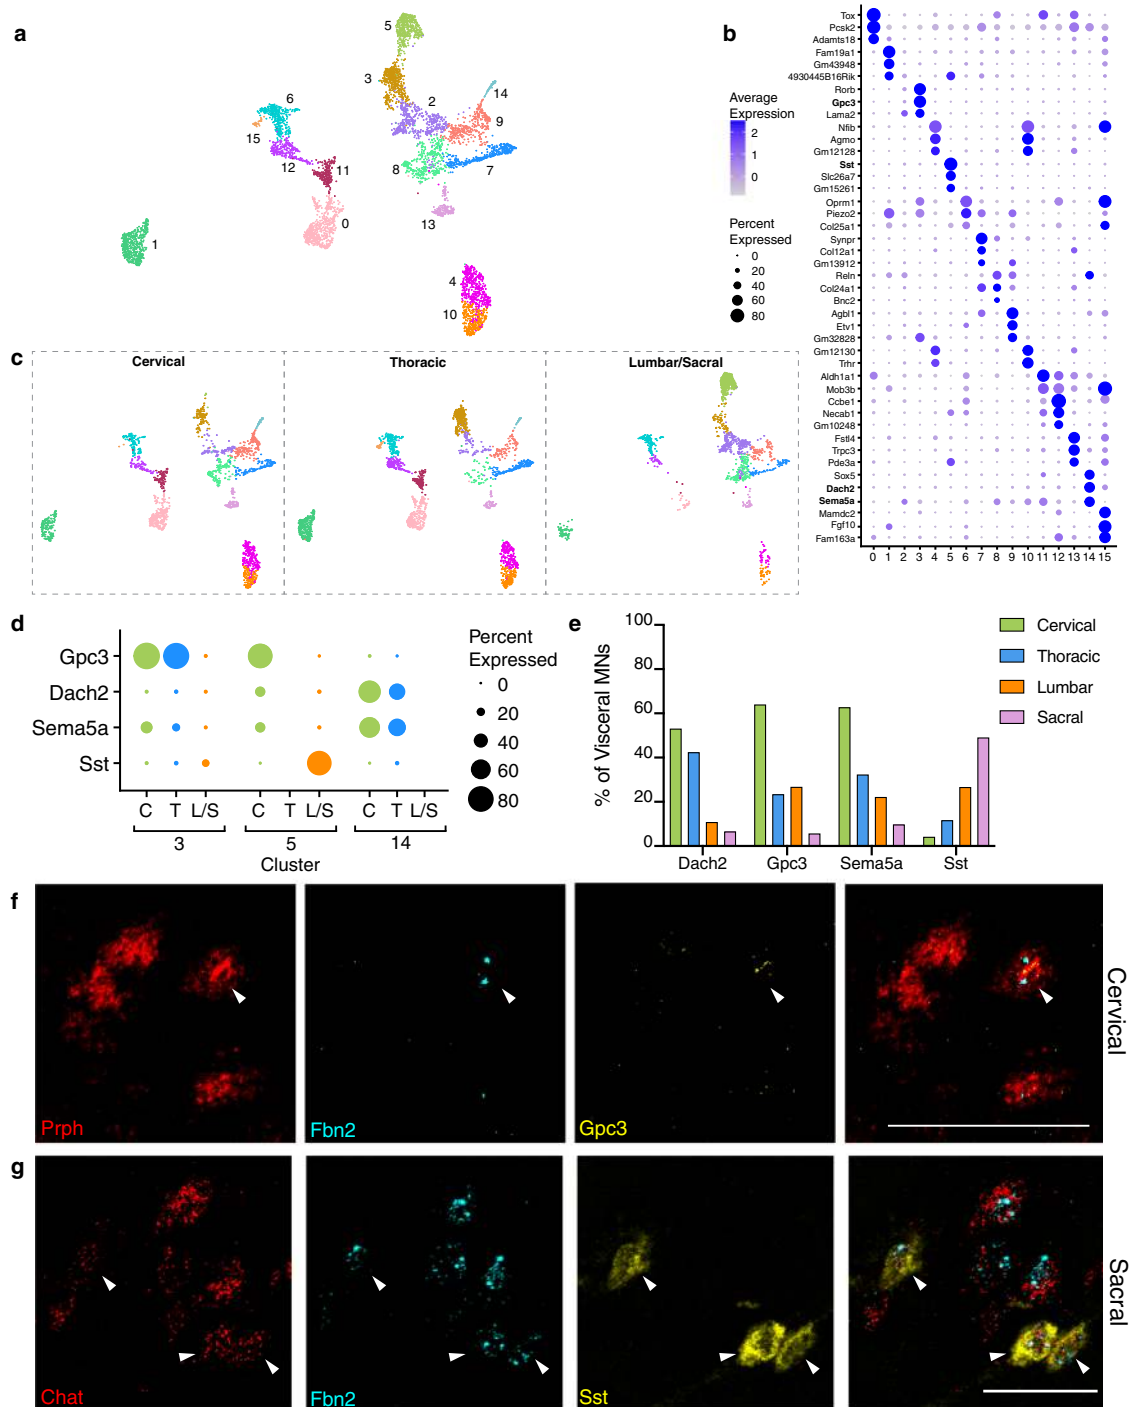 a
5
3
2
14
9
6
15
12
11
8
7
0
13
1
4
10
b
Average
Expression
2
1
0
Percent
Expressed
0
20
40
60
80
Tox
Pcsk2
Adamts18
Fam19a1
Gm43948
4930445B16Rik
Rorb
Gpc3
Lama2
Nfib
Agmo
Gm12128
Sst
Slc26a7
Gm15261
Oprm1
Piezo2
Col25a1
Synpr
Col12a1
Gm13912
Reln
Col24a1
Bnc2
Agbl1
Etv1
Gm32828
Gm12130
Trhr
Aldh1a1
Mob3b
Ccbe1
Necab1
Gm10248
Fstl4
Trpc3
Pde3a
Sox5
Dach2
Sema5a
Mamdc2
Fgf10
Fam163a
0 1 2 3 4 5 6 7 8 9 10 11 12 13 14 15
c
Cervical Thoracic Lumbar/Sacral
d
Gpc3
Dach2
Sema5a
Sst
C T L/S C T L/S C T L/S
3 5 14
Cluster
Percent
Expressed
0
20
40
60
80
e
% of Visceral MNs
100
80
60
40
20
0
Dach2 Gpc3 Sema5a Sst
Cervical
Thoracic
Lumbar
Sacral
f
Prph Fbn2 Gpc3
Cervical
g
Chat Fbn2 Sst
Sacral